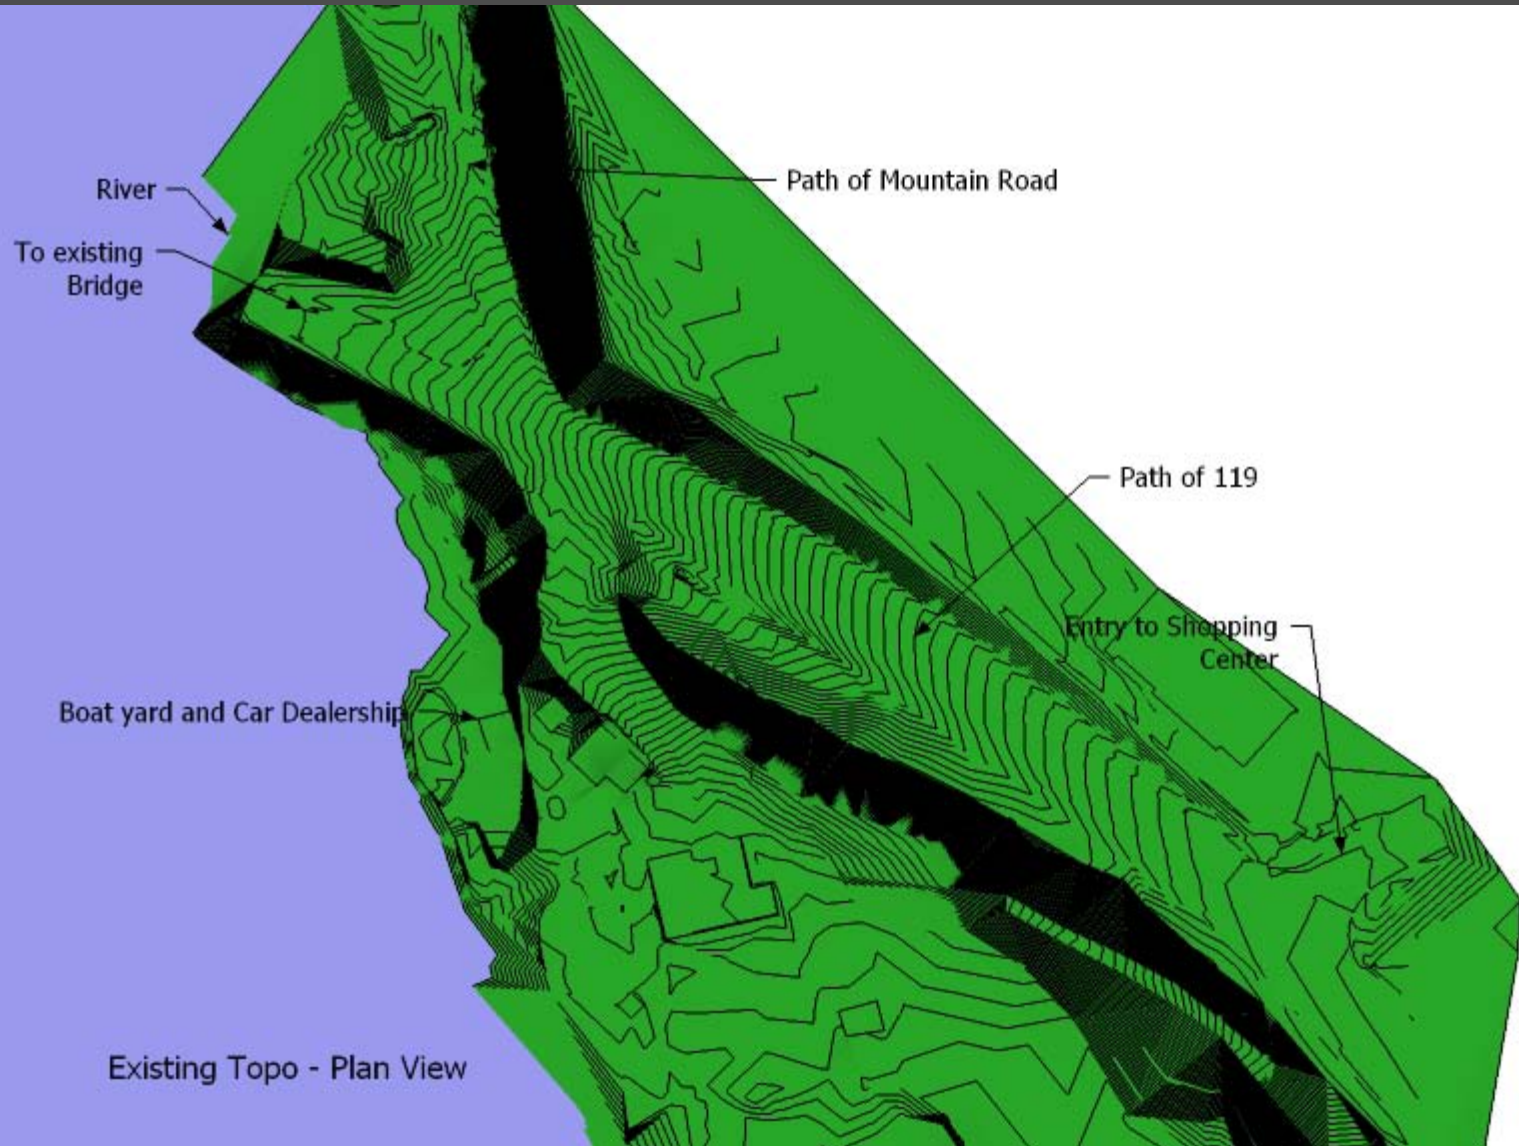 Path of Mountain Road
River
To existing
Bridge
Path of 119
Entry to Shopping
Center
Boat yard and Car Dealership
Existing Topo - Plan View